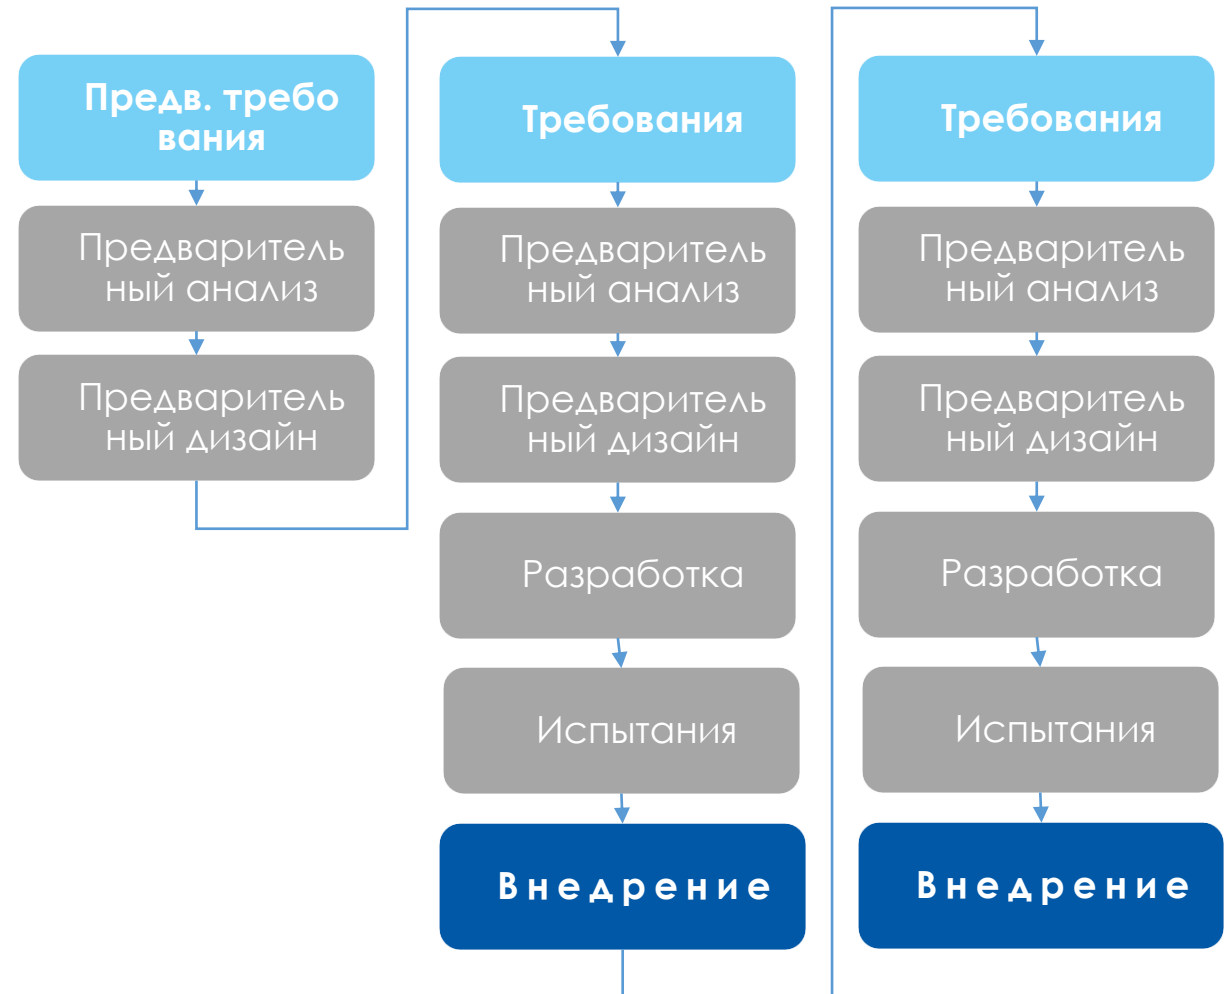 Предв. требо
вания
Предваритель
ный анализ
Предваритель
ный дизайн
Требования
Предваритель
ный анализ
Предваритель
ный дизайн
Разработка
Испытания
Внедрение
Требования
Предваритель
ный анализ
Предваритель
ный дизайн
Разработка
Испытания
Внедрение